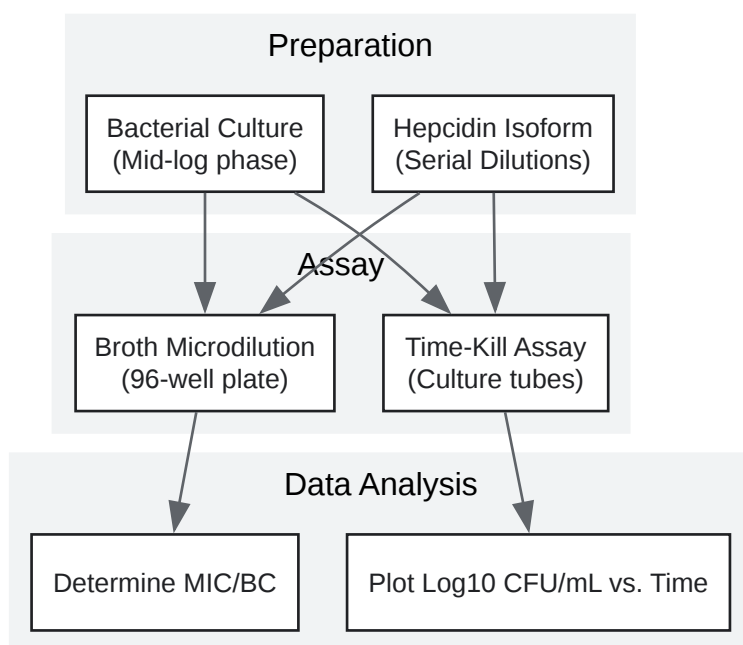 Preparation
Bacterial Culture
(Mid-log phase)
Hepcidin Isoform
(Serial Dilutions)
Assay
Broth Microdilution
(96-well plate)
Time-Kill Assay
(Culture tubes)
Data Analysis
Determine MIC/BC
Plot Log10 CFU/mL vs. Time